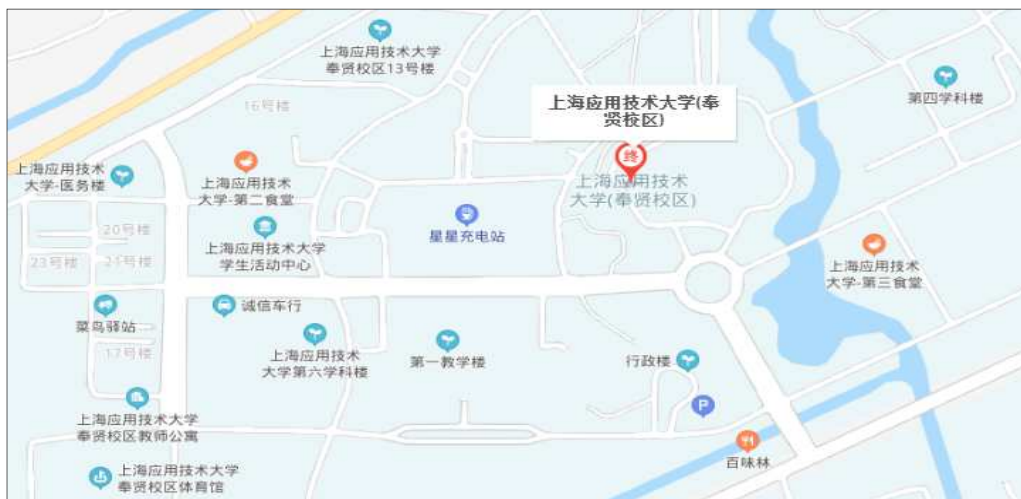 上海应用技术大学
奉贤校区13号楼
16号楼
上海应用技术大学(奉
贤校区)
第四学科楼
终
上海应用技术
大学-医务楼
上海应用技术
大学-第二食堂
上海应用技术
大学(奉贤校区)
20号楼
星星充电站
23号楼
21号楼
上海应用技术大学
学生活动中心
上海应用技术
大学-第三食堂
诚信车行
菜鸟驿站
17号楼
上海应用技术
大学第六学科楼
第一教学楼
行政楼
P
上海应用技术大学
奉贤校区教师公寓
百味林
上海应用技术大学
奉贤校区体育馆